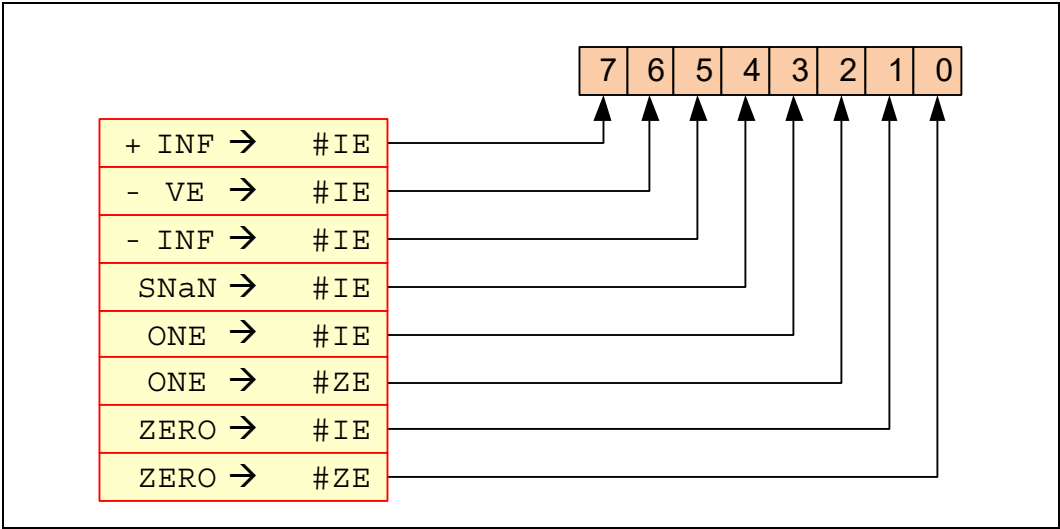 7 6 5 4 3 2 1 0
+ INF → #IE
- VE → #IE
- INF → #IE
SNaN → #IE
ONE → #IE
ONE → #ZE
ZERO → #IE
ZERO → #ZE